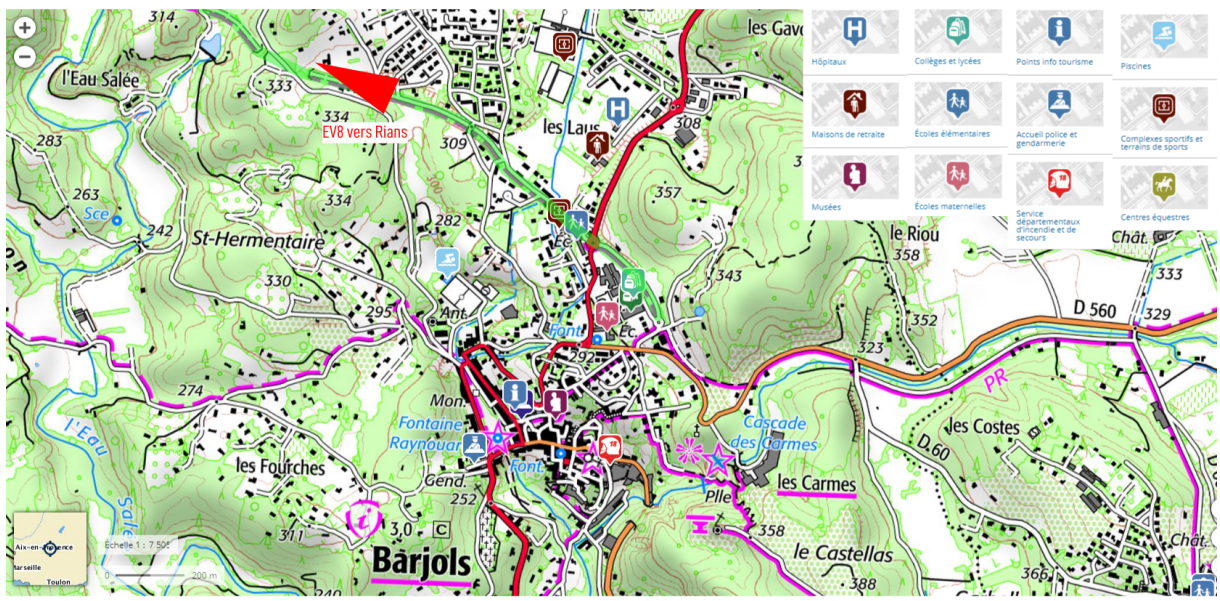 314
les Gavo
l'Eau Salée
333
EV8 vers Rians
334
309
les Laus
308
H
283
263
Sce
242
334
282
357
St-Hermentaire
330
295
Ant.
Éc.
343
Font.
292
Éc.
274
Mon.
Fontaine
Raynouar
l'Eau
Salée
les Fourches
Gend.
252
Font.
18
311
3,0
C
Barjols
Cascade
des Carmes
les Carmes
Plle
358
le Castellas
388
366
240
D 560
323
329
333
352
358
le Riou
Chât.
PR
les Costes
D.60
Chât.
Aix-en-Provence
Marseille
Toulon
Échelle 1 : 7 505
0
200 m
Hôpitaux
Collèges et lycées
Points info tourisme
Piscines
Maisons de retraite
Écoles élémentaires
Accueil police et
gendarmerie
Complexes sportifs et
terrains de sports
Musées
Écoles maternelles
Service
départementaux
d'incendie et de
secours
Centres équestres